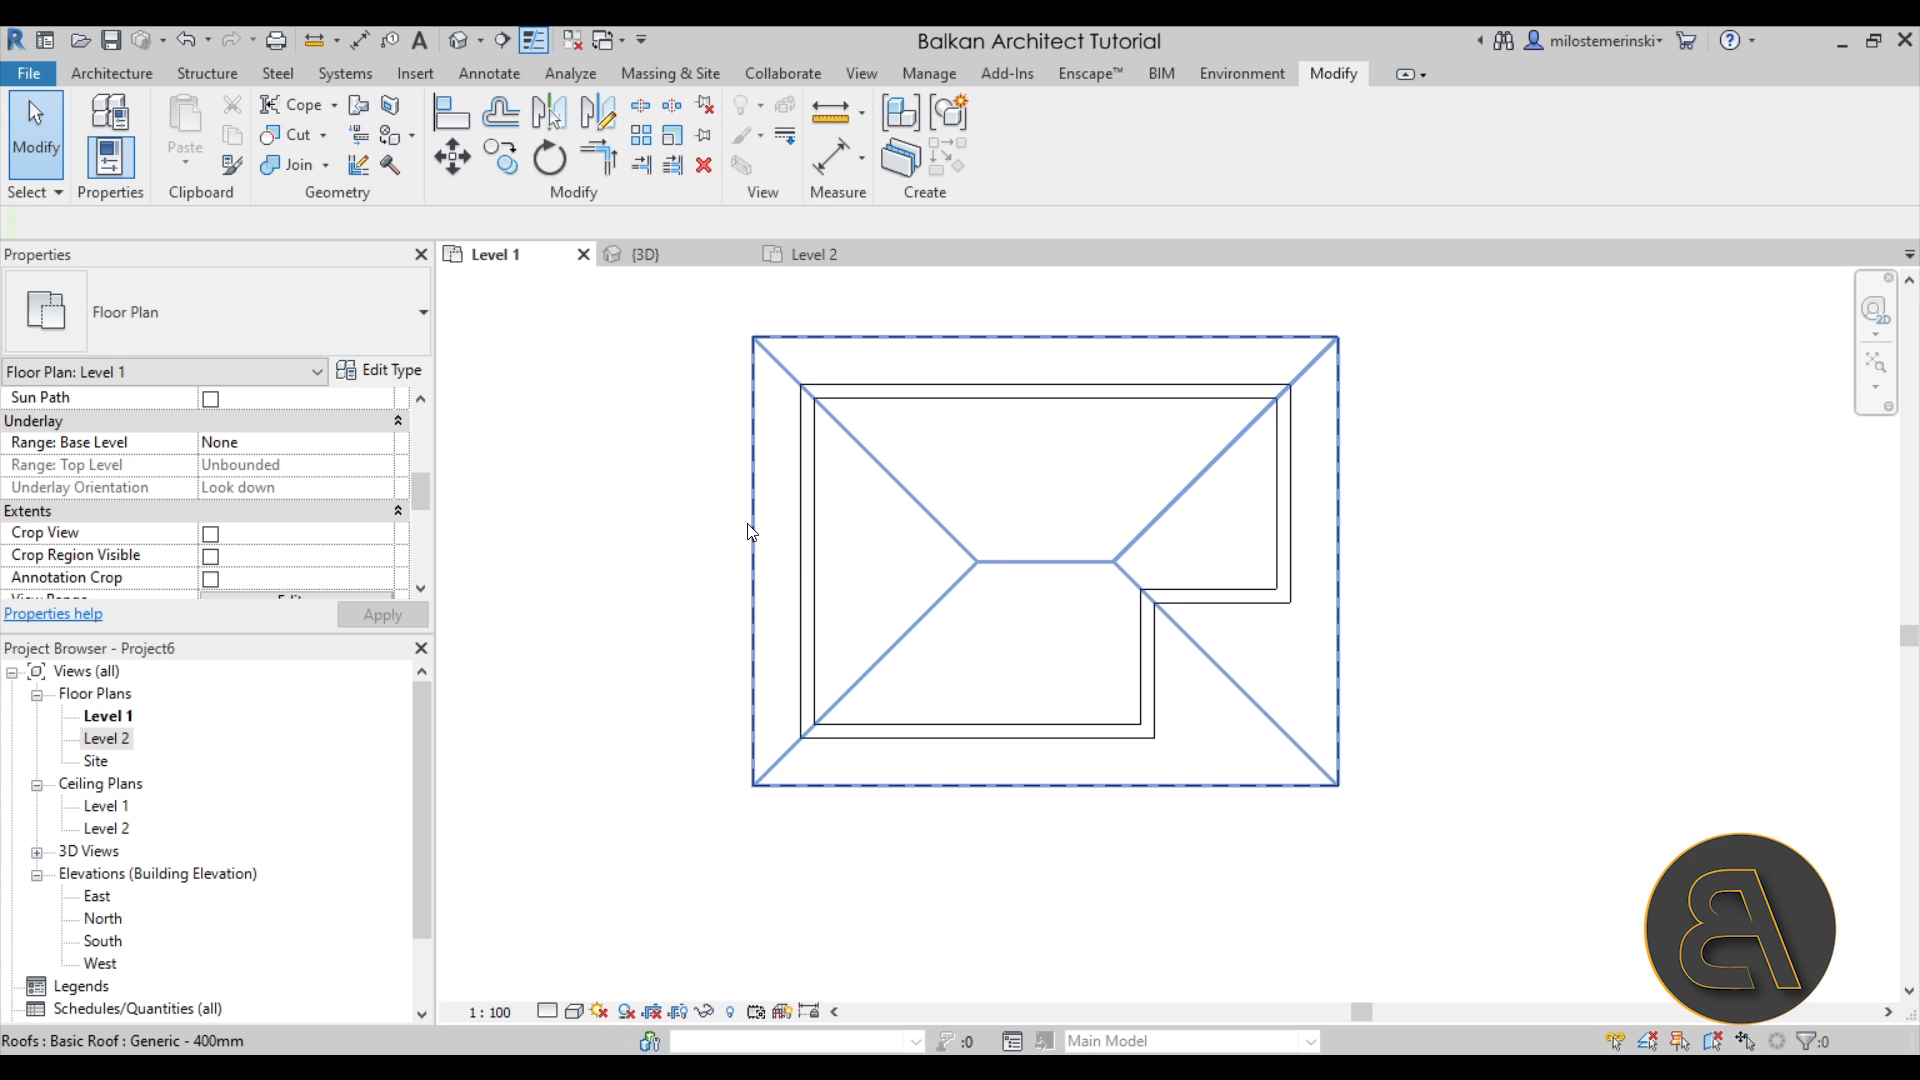 Balkan Architect Tutorial
milostemerinski
File Architecture Structure Steel Systems Insert Annotate Analyze Massing & Site Collaborate View Manage Add-Ins Enscape™ BIM Environment Modify
Modify
Paste
Cope
Cut
Join
Select Properties Clipboard Geometry Modify View Measure Create
Properties
Level 1 {3D} Level 2
2D
Floor Plan
Floor Plan: Level 1 Edit Type
Sun Path
Underlay
Range: Base Level None
Range: Top Level Unbounded
Underlay Orientation Look down
Extents
Crop View
Crop Region Visible
Annotation Crop
View Range Edit...
Properties help Apply
Project Browser - Project6
Views (all)
Floor Plans
Level 1
Level 2
Site
Ceiling Plans
Level 1
Level 2
3D Views
Elevations (Building Elevation)
East
North
South
West
Legends
Schedules/Quantities (all)
1 : 100
Roofs : Basic Roof : Generic - 400mm :0 Main Model :0